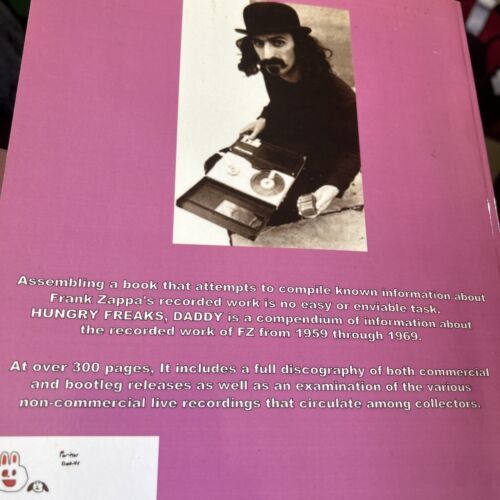 Assembling a book that attempts to compile known information about
Frank Zappa's recorded work is no easy or enviable task.
HUNGRY FREAKS, DADDY is a compendium of information about
the recorded work of FZ from 1959 through 1969.
At over 300 pages, It includes a full discography of both commercial
and bootleg releases as well as an examination of the various
non-commercial live recordings that circulate among collectors.